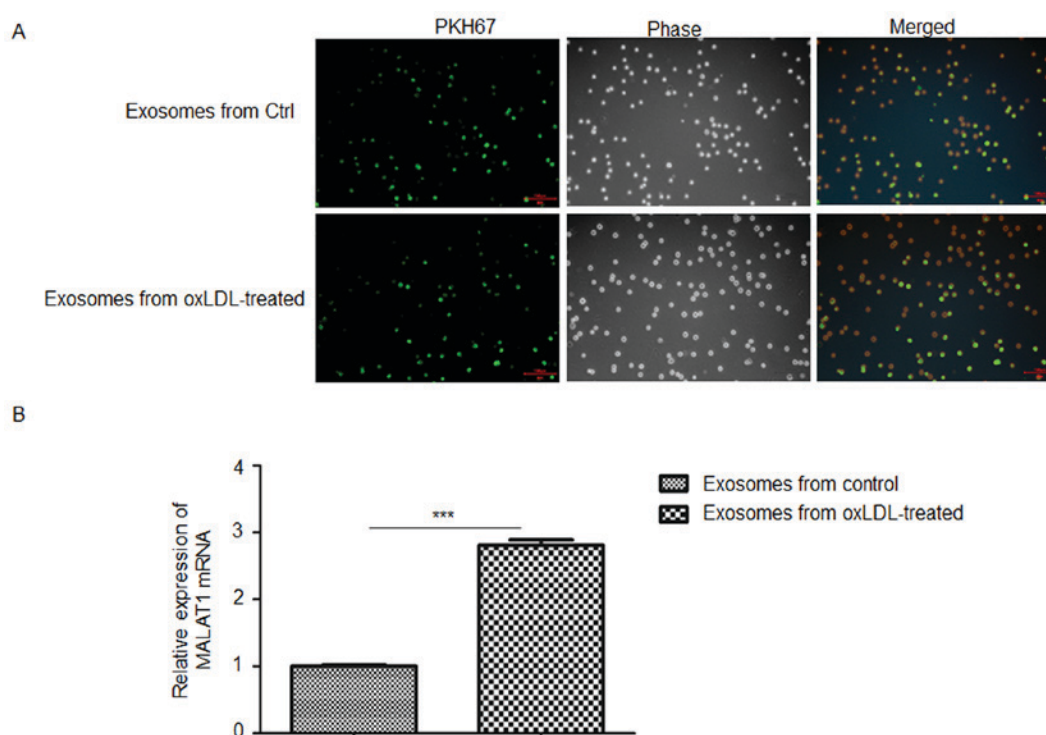 A
PKH67
Phase
Merged
Exosomes from Ctrl
Exosomes from oxLDL-treated
B
Relative expression of
MALAT1 mRNA
4
3
2
1
0
***
Exosomes from control
Exosomes from oxLDL-treated